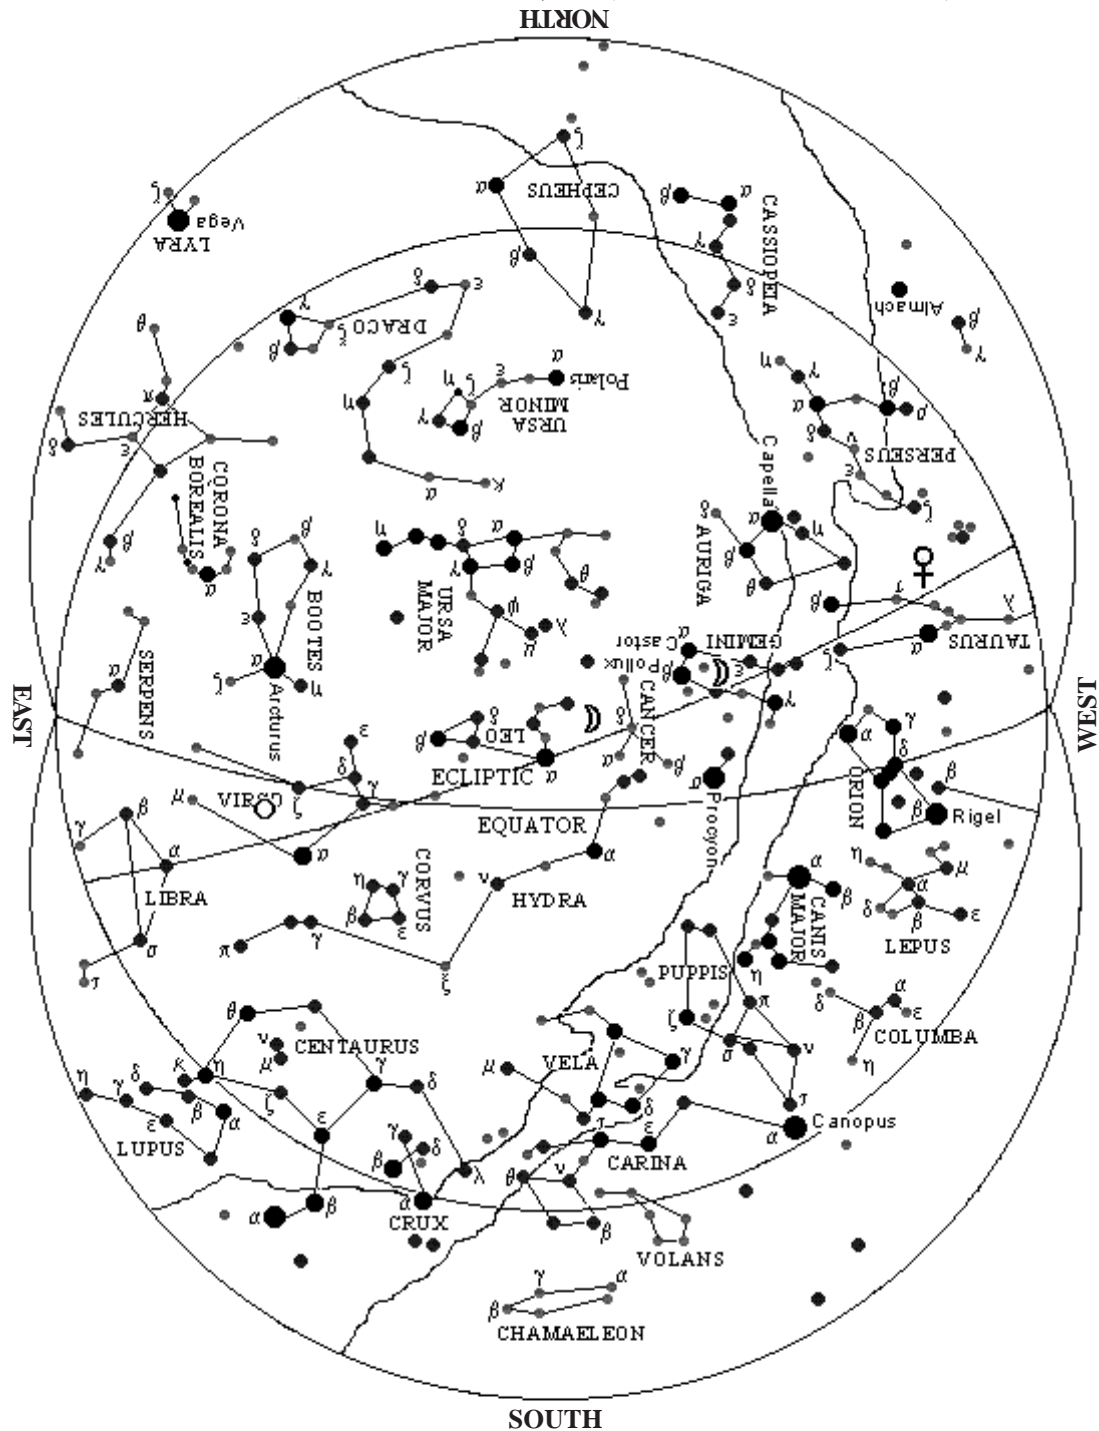 NORTH
ζ
α
CEPHEUS
β
γ
β
α
CASSIOPEIA
γ
δ
ε
ζ
Vega
LYRA
γ
δ
ε
DRACO
ξ
β
ζ
η
α
κ
Almach
β
γ
θ
π
HERCULES
δ
ε
β
γ
α
Polaris
ε
ζ
η
URSA
MINOR
γ
β
η
γ
α
β
ρ
δ
ν
PERSEUS
ε
ζ
CORONA
BOREALIS
α
Capella
α
δ
η
AURIGA
β
θ
β
δ
γ
BOOTES
ε
α
ζ
η
Arcturus
η
δ
α
γ
β
URSA
MAJOR
θ
ψ
λ
μ
♀
β
τ
λ
TAURUS
α
ζ
SERPENS
α
α
Castor
GEMINI
β
Pollux
ε
γ
EAST
WEST
CANCER
δ
α
β
δ
LEO
β
α
ECLIPTIC
ε
δ
γ
VIRGO
ζ
α
μ
EQUATOR
α
Procyon
γ
α
δ
ORION
β
β
Rigel
β
γ
α
LIBRA
σ
τ
CORVUS
η
γ
β
ε
ν
HYDRA
α
π
γ
ξ
α
β
CANIS
MAJOR
η
η
μ
α
δ
β
ε
LEPUS
PUPPIS
π
ζ
σ
ν
τ
α
δ
β
ε
COLUMBA
η
θ
ν
CENTAURUS
μ
κ
η
γ
δ
ζ
ε
λ
α
β
μ
VELA
γ
δ
η
γ
δ
β
α
ε
LUPUS
γ
δ
β
α
CRUX
α
Canopus
τ
ε
CARINA
ν
θ
β
VOLANS
γ
α
β
CHAMAELEON
SOUTH